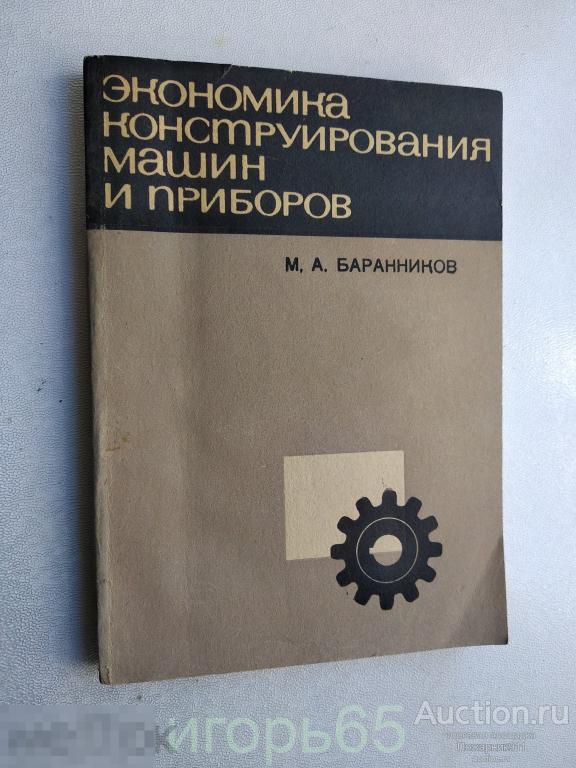 ЭКОНОМИКА
КОНСТРУИРОВАНИЯ
МАШИН
И ПРИБОРОВ
М. А. БАРАННИКОВ
игорь65
Auction.ru